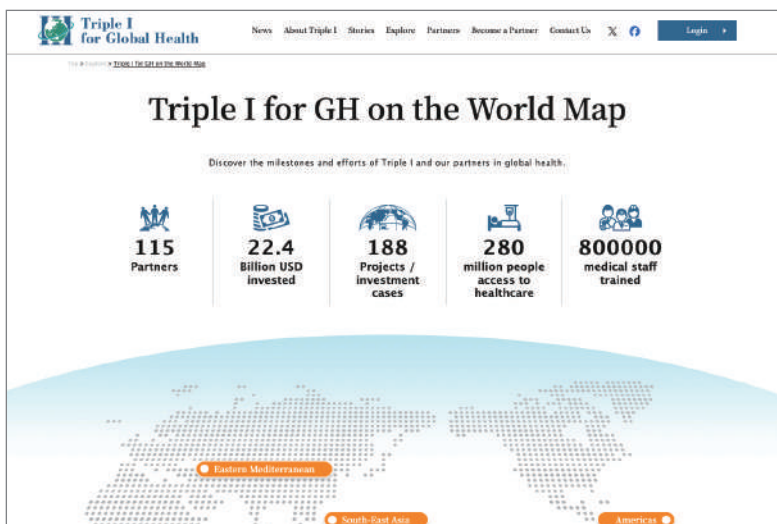 Triple I
for Global Health
News About Triple I Stories Explore Partners Become a Partner Contact Us Login
Top > Explore > Triple I for GH on the World Map
Triple I for GH on the World Map
Discover the milestones and efforts of Triple I and our partners in global health.
115
Partners
22.4
Billion USD
invested
188
Projects /
investment
cases
280
million people
access to
healthcare
800000
medical staff
trained
Eastern Mediterranean
South-East Asia
Americas